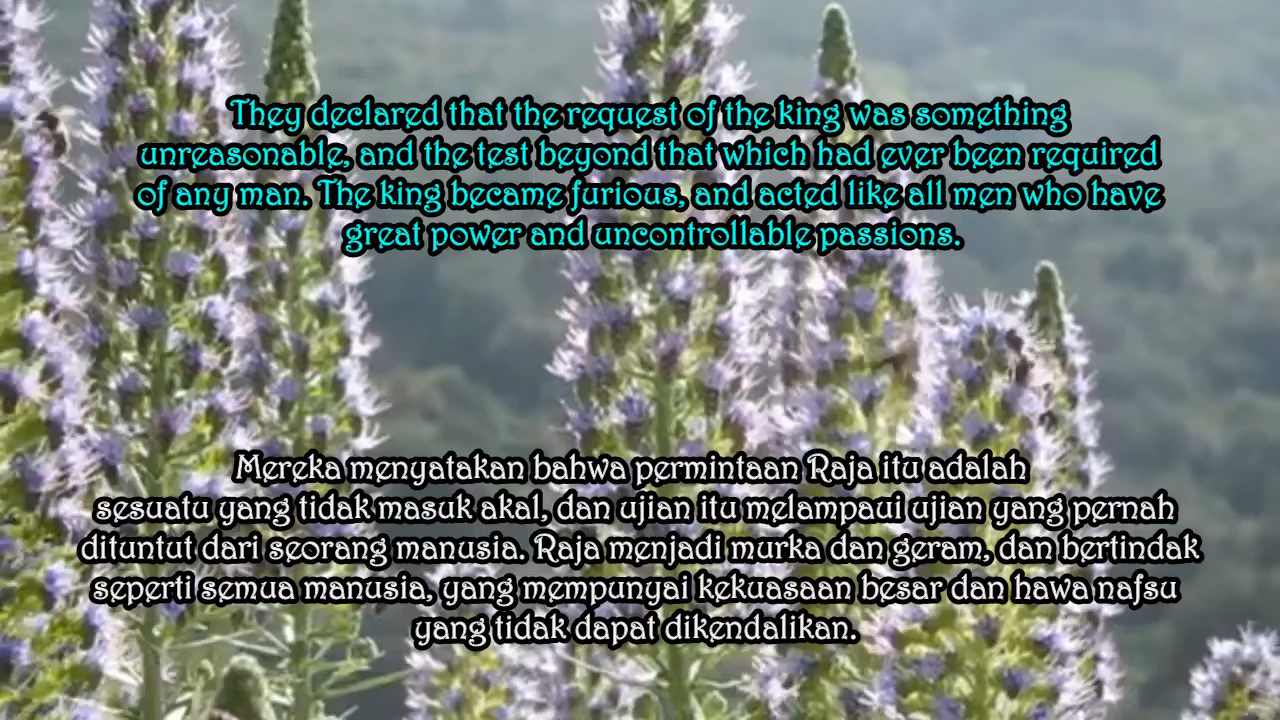 They declared that the request of the king was something
unreasonable, and the test beyond that which had ever been required
of any man. The king became furious, and acted like all men who have
great power and uncontrollable passions.
Mereka menyatakan bahwa permintaan Raja itu adalah
sesuatu yang tidak masuk akal, dan ujian itu melampaui ujian yang pernah
dituntut dari seorang manusia. Raja menjadi murka dan geram, dan bertindak
seperti semua manusia, yang mempunyai kekuasaan besar dan hawa nafsu
yang tidak dapat dikendalikan.